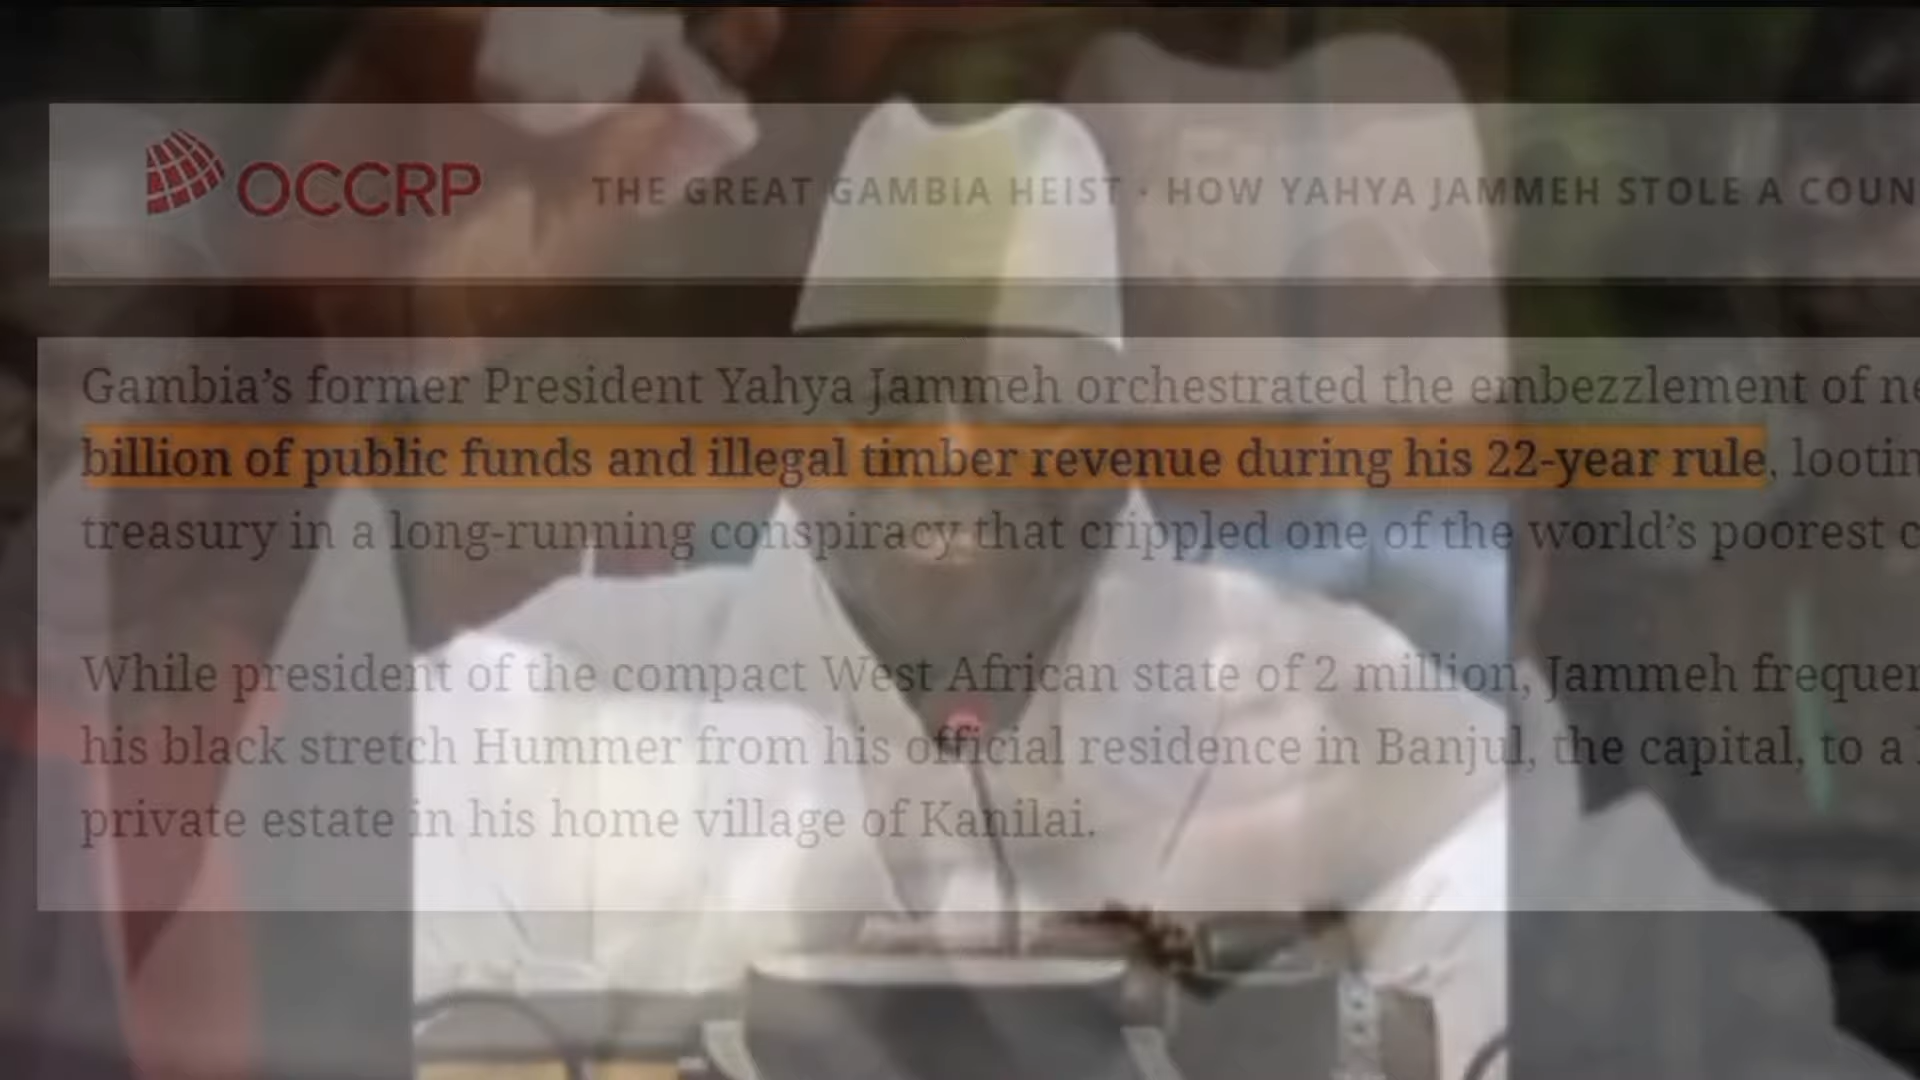 OCCRP
THE GREAT GAMBIA HEIST · HOW YAHYA JAMMEH STOLE A COUN
Gambia’s former President Yahya Jammeh orchestrated the embezzlement of ne
billion of public funds and illegal timber revenue during his 22-year rule, lootin
treasury in a long-running conspiracy that crippled one of the world’s poorest c
While president of the compact West African state of 2 million, Jammeh frequen
his black stretch Hummer from his official residence in Banjul, the capital, to a
private estate in his home village of Kanilai.